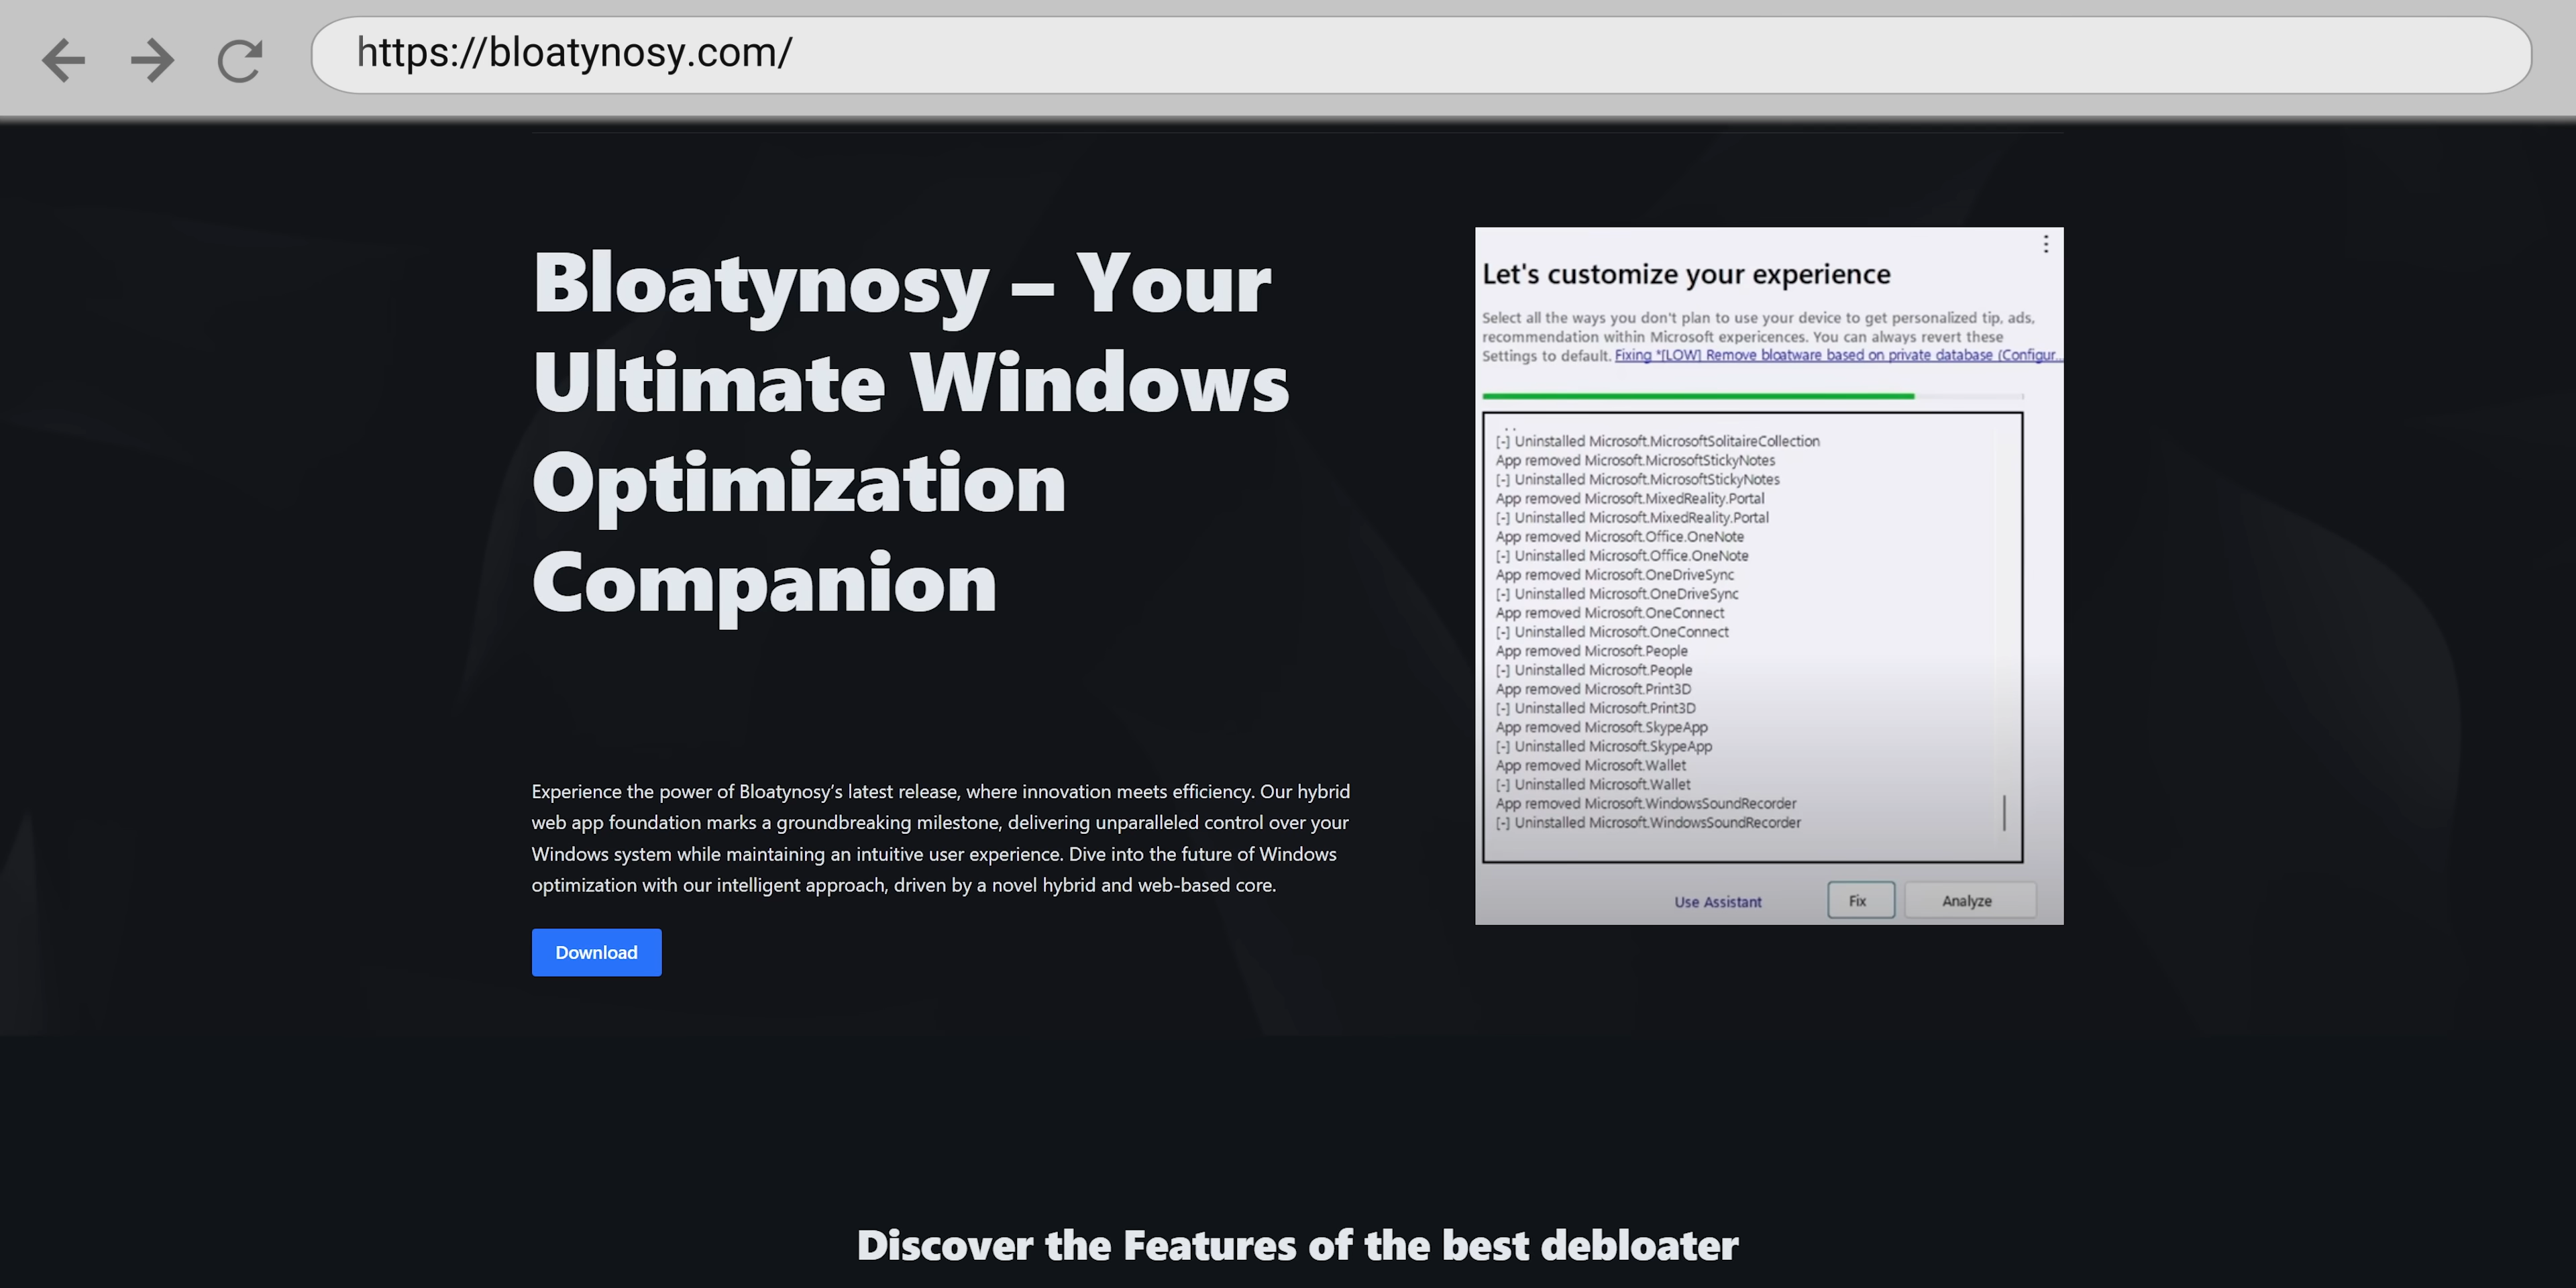 https://bloatynosy.com/
Bloatynosy – Your
Ultimate Windows
Optimization
Companion
Experience the power of Bloatynosy’s latest release, where innovation meets efficiency. Our hybrid
web app foundation marks a groundbreaking milestone, delivering unparalleled control over your
Windows system while maintaining an intuitive user experience. Dive into the future of Windows
optimization with our intelligent approach, driven by a novel hybrid and web-based core.
Download
Let's customize your experience
Select all the ways you don't plan to use your device to get personalized tip, ads,
recommendation within Microsoft expericences. You can always revert these
Settings to default. Fixing *[LOW] Remove bloatware based on private database (Configur...
[-] Uninstalled Microsoft.MicrosoftSolitaireCollection
App removed Microsoft.MicrosoftStickyNotes
[-] Uninstalled Microsoft.MicrosoftStickyNotes
App removed Microsoft.MixedReality.Portal
[-] Uninstalled Microsoft.MixedReality.Portal
App removed Microsoft.Office.OneNote
[-] Uninstalled Microsoft.Office.OneNote
App removed Microsoft.OneDriveSync
[-] Uninstalled Microsoft.OneDriveSync
App removed Microsoft.OneConnect
[-] Uninstalled Microsoft.OneConnect
App removed Microsoft.People
[-] Uninstalled Microsoft.People
App removed Microsoft.Print3D
[-] Uninstalled Microsoft.Print3D
App removed Microsoft.SkypeApp
[-] Uninstalled Microsoft.SkypeApp
App removed Microsoft.Wallet
[-] Uninstalled Microsoft.Wallet
App removed Microsoft.WindowsSoundRecorder
[-] Uninstalled Microsoft.WindowsSoundRecorder
Use Assistant
Fix
Analyze
Discover the Features of the best debloater